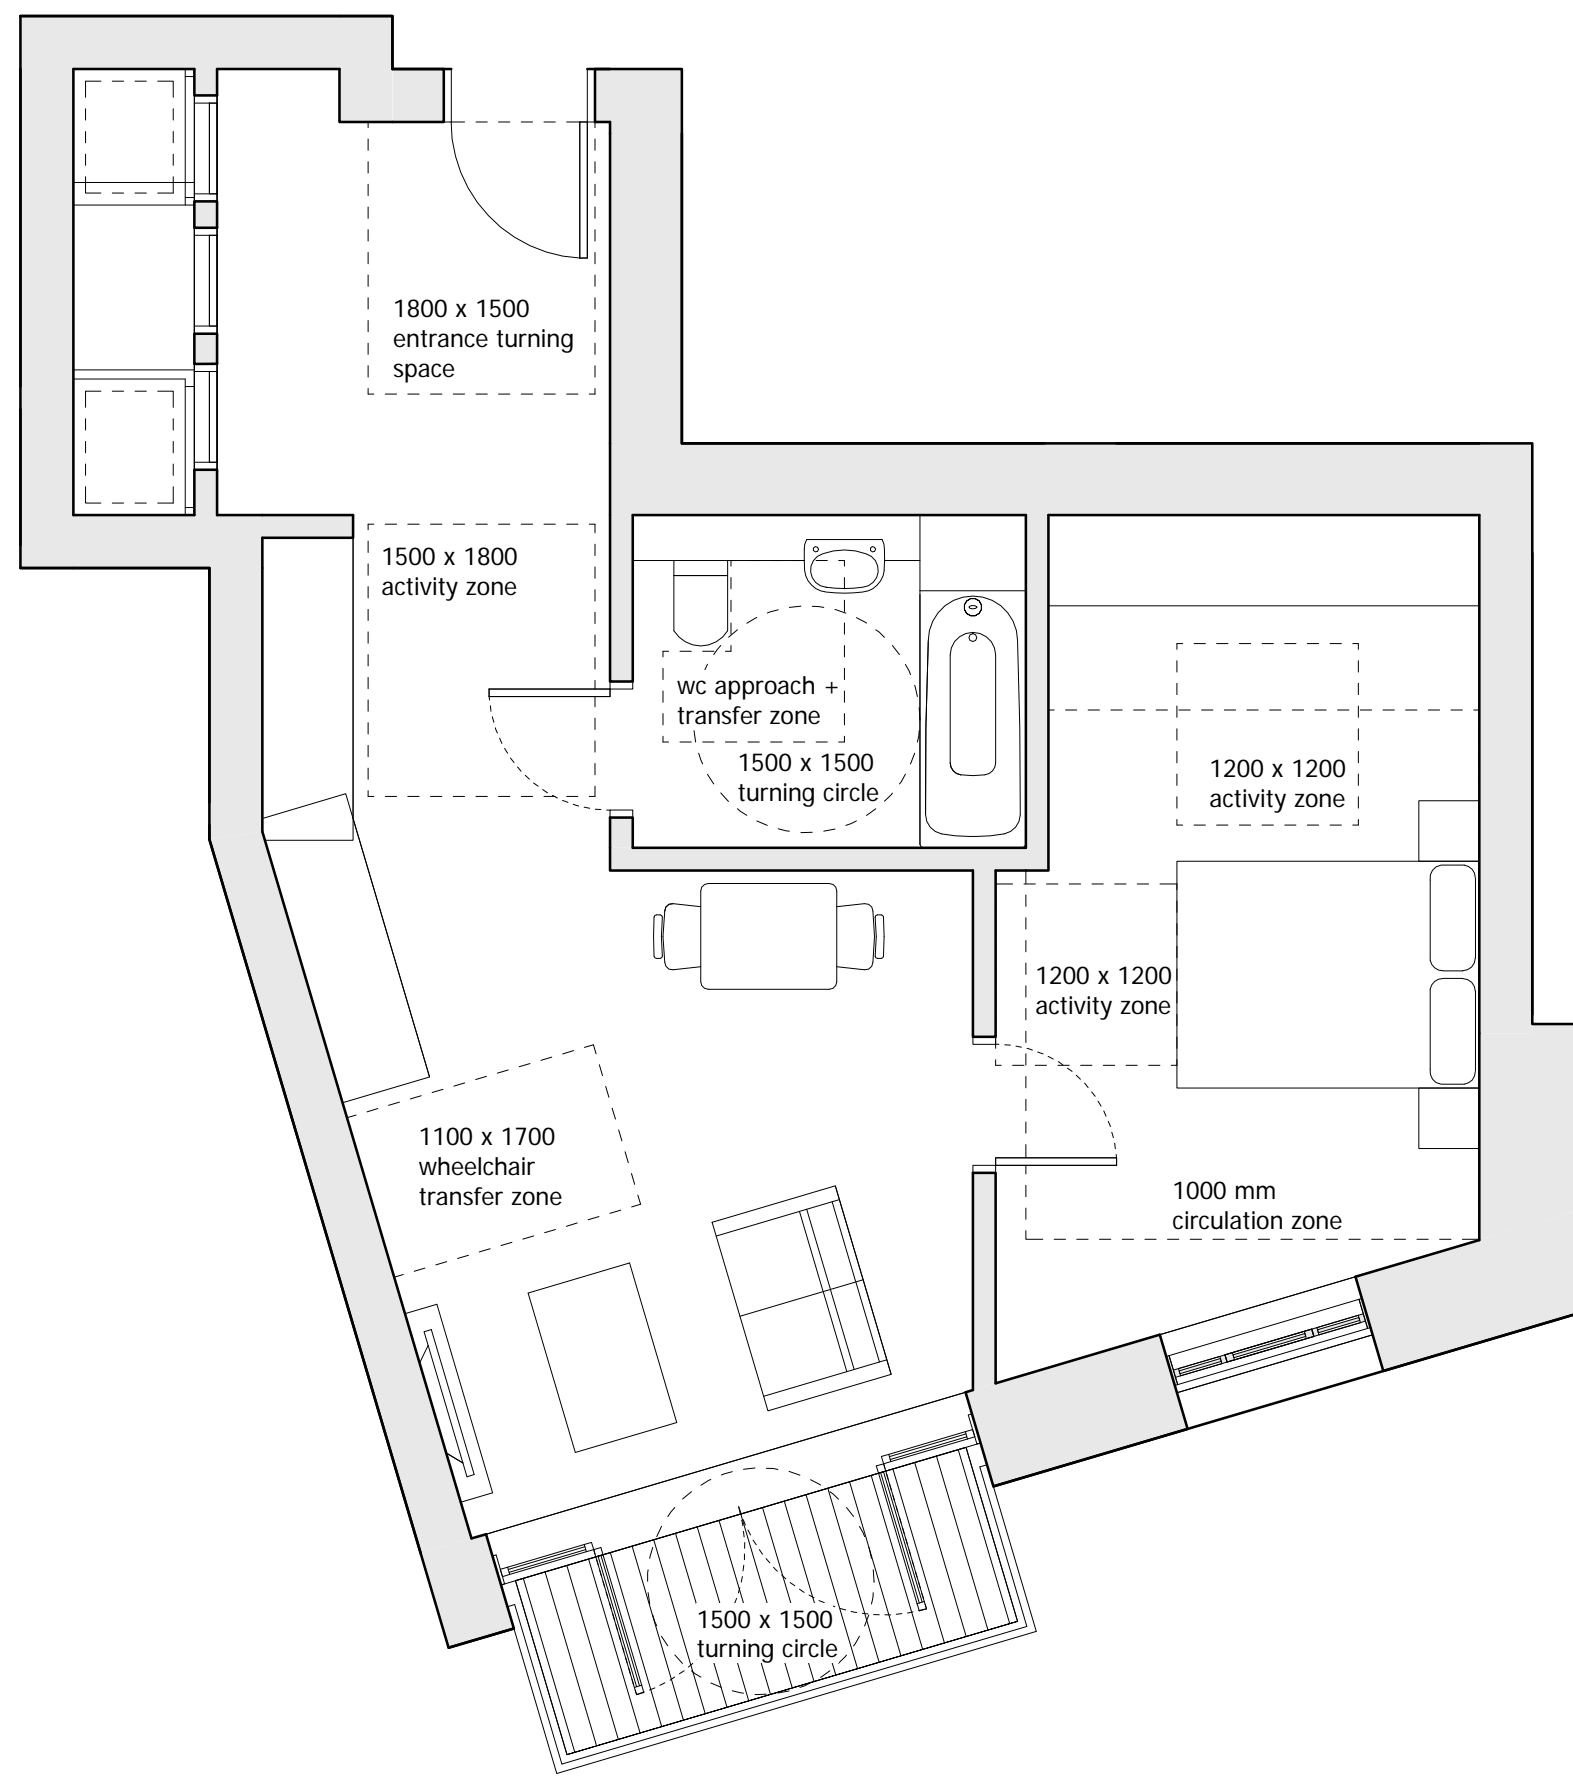 1800 x 1500
entrance turning
space
1500 x 1800
activity zone
wc approach +
transfer zone
1500 x 1500
turning circle
1200 x 1200
activity zone
1200 x 1200
activity zone
1100 x 1700
wheelchair
transfer zone
1000 mm
circulation zone
1500 x 1500
turning circle